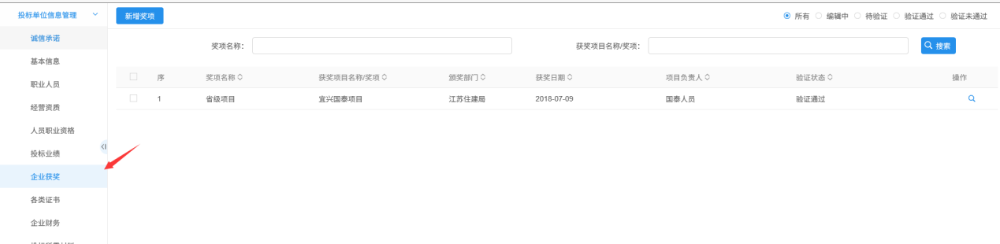 投标单位信息管理
新增奖项
所有 编辑中 待验证 验证通过 验证未通过
诚信承诺
奖项名称： 获奖项目名称/奖项： 搜索
基本信息
职业人员
序 奖项名称 获奖项目名称/奖项 颁奖部门 获奖日期 项目负责人 验证状态 操作
1 省级项目 宜兴国泰项目 江苏住建局 2018-07-09 国泰人员 验证通过
经营资质
人员职业资格
投标业绩
企业获奖
各类证书
企业财务